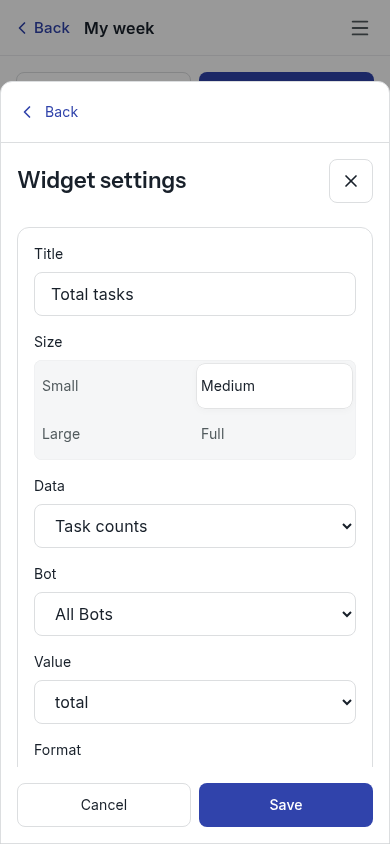 Back My week
Back
Widget settings
Title
Total tasks
Size
Small Medium
Large Full
Data
Task counts
Bot
All Bots
Value
total
Format
Cancel Save